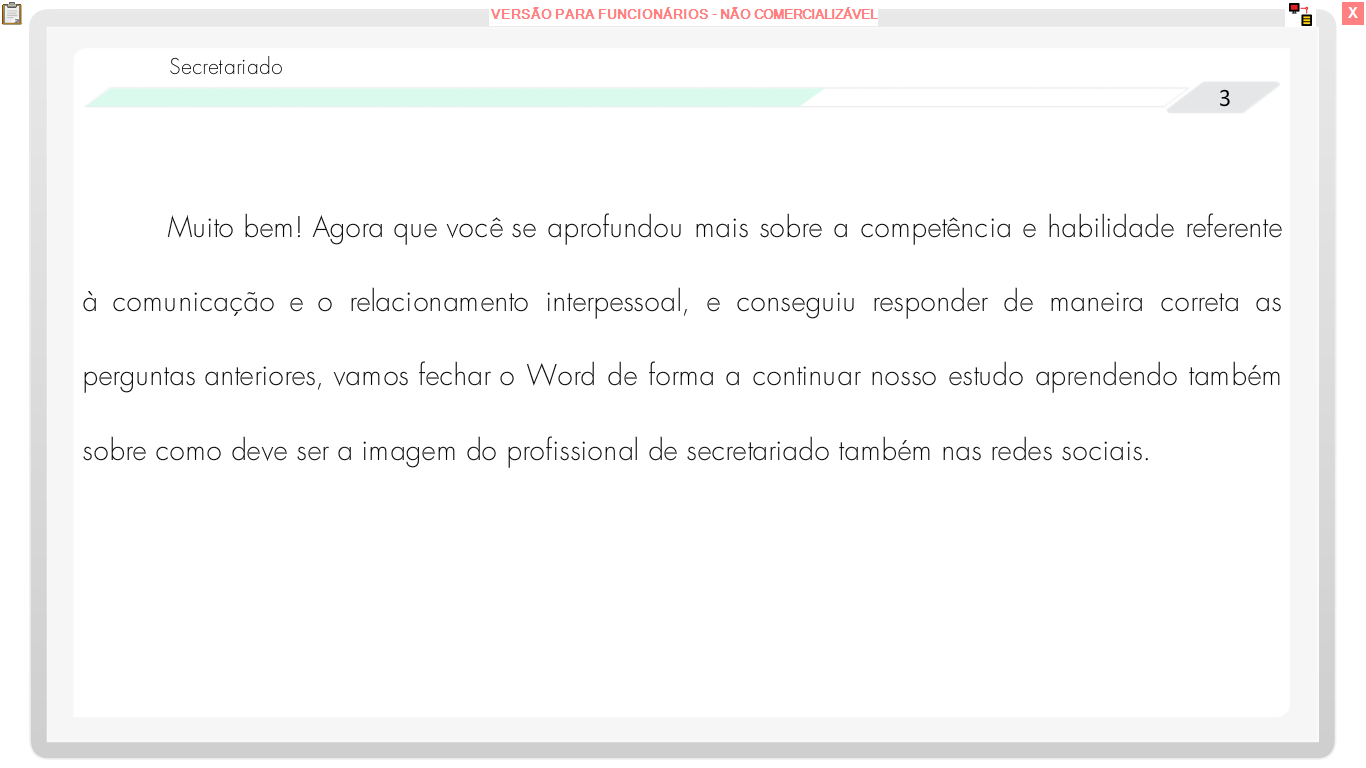 VERSÃO PARA FUNCIONÁRIOS - NÃO COMERCIALIZÁVEL
X
Secretariado
3
Muito bem! Agora que você se aprofundou mais sobre a competência e habilidade referente
à comunicação e o relacionamento interpessoal, e conseguiu responder de maneira correta as
perguntas anteriores, vamos fechar o Word de forma a continuar nosso estudo aprendendo também
sobre como deve ser a imagem do profissional de secretariado também nas redes sociais.